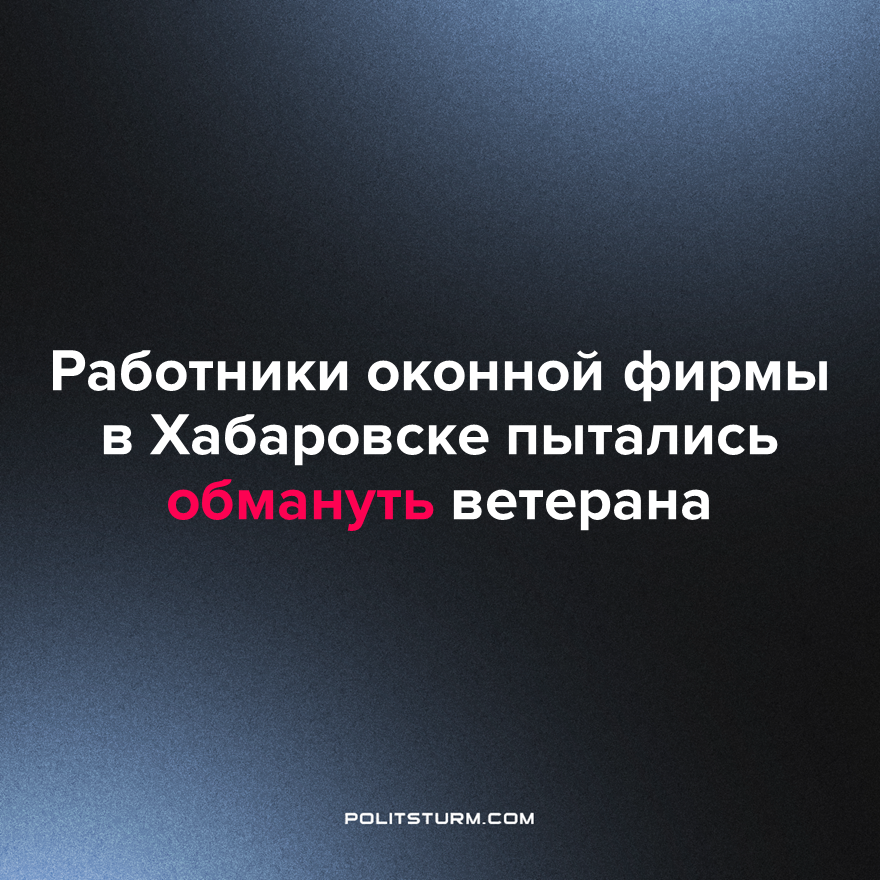 Работники оконной фирмы
в Хабаровске пытались
обмануть ветерана
POLITSTURM.COM